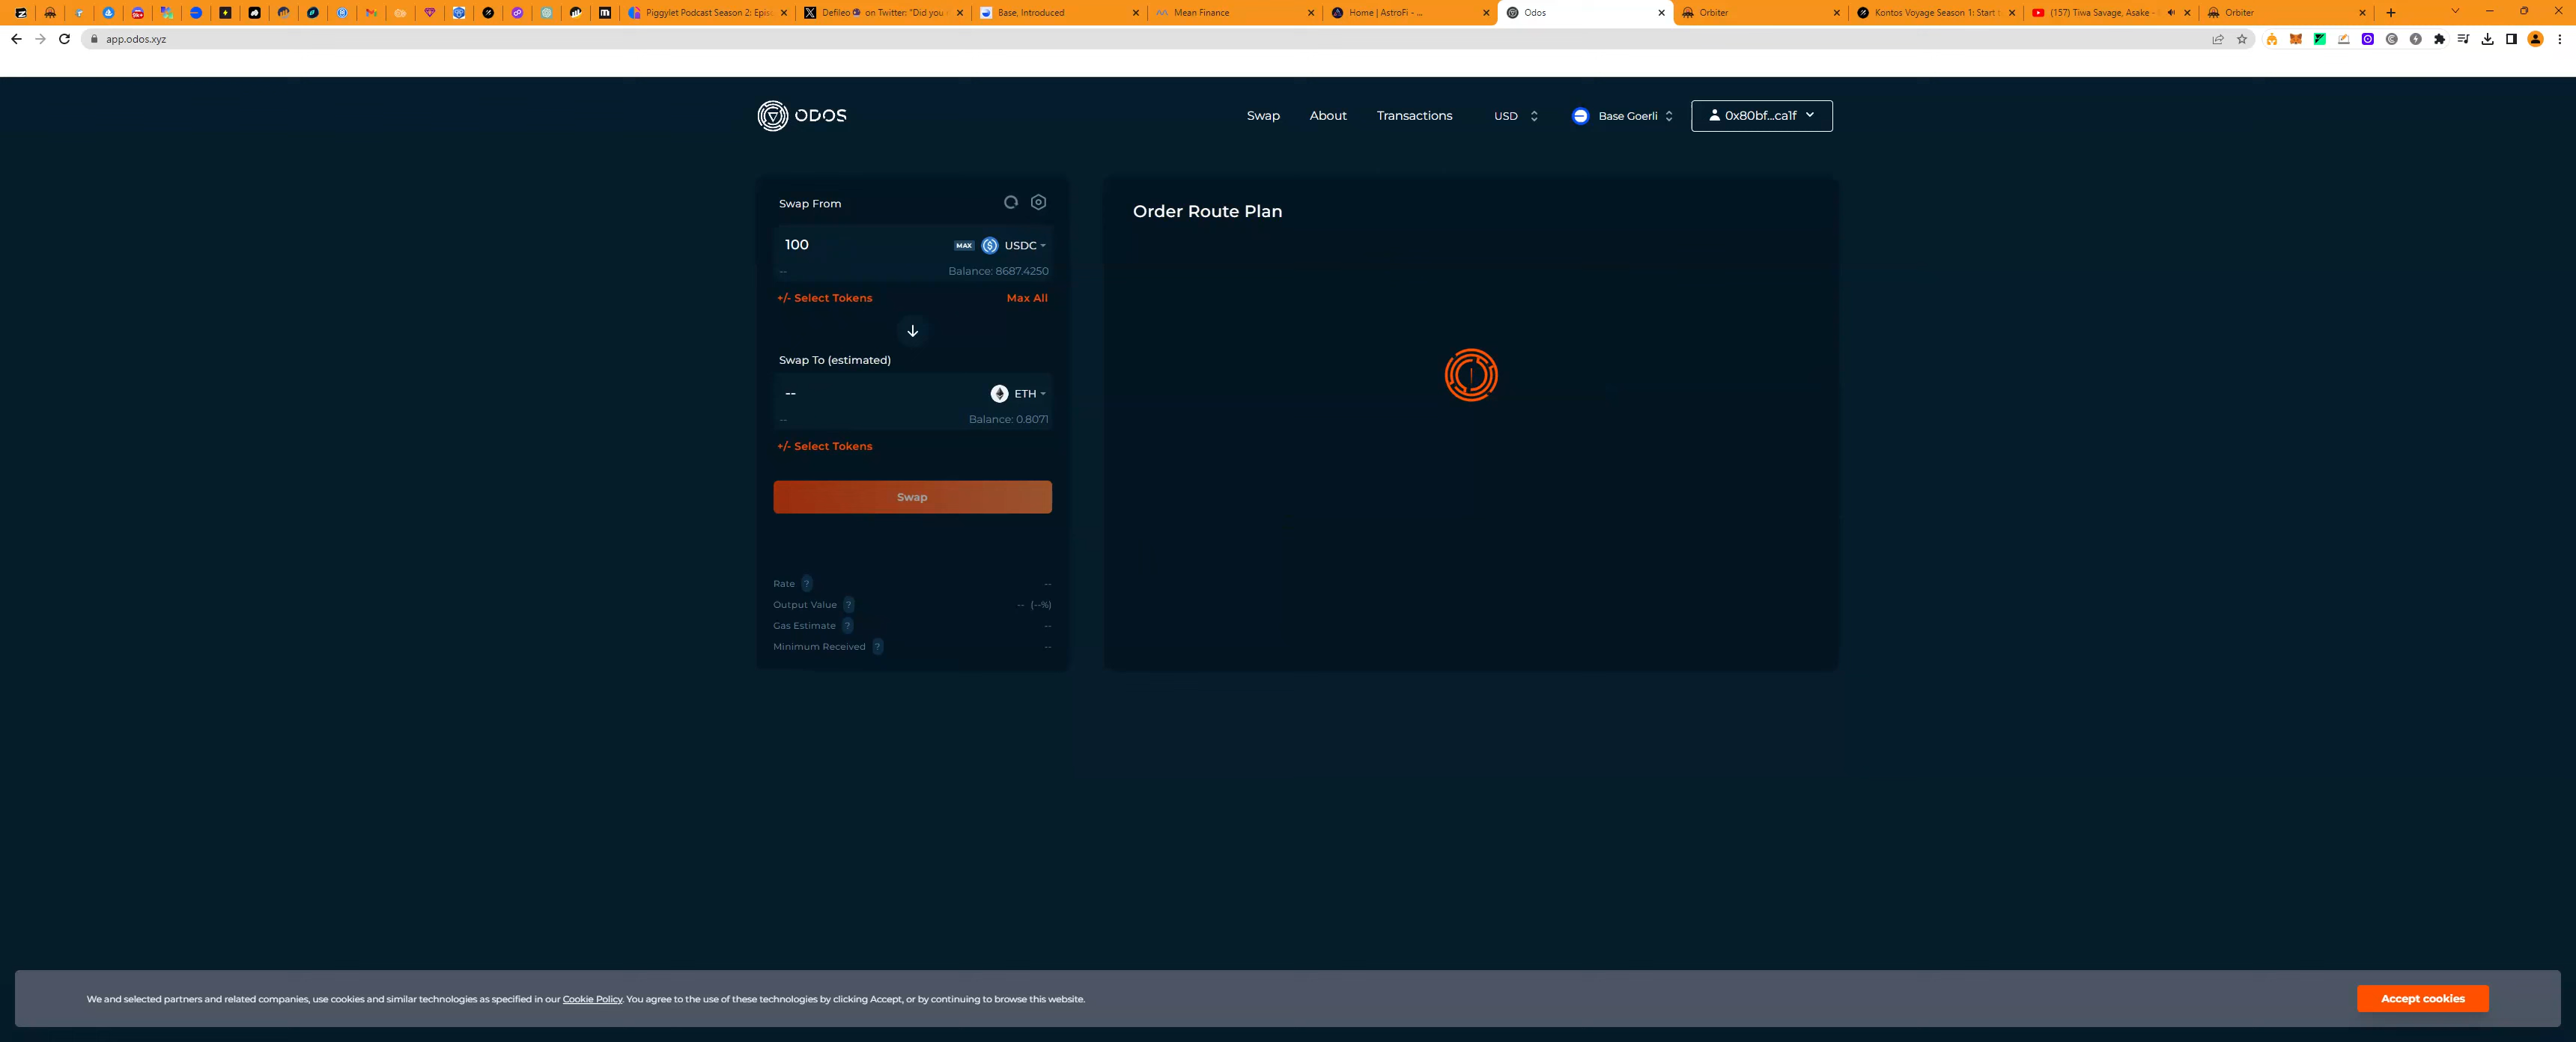 Piggylet Podcast Season 2: Epis
Defileo on Twitter: "Did you
Base, Introduced
Mean Finance
Home | AstroFi - ...
Odos
Orbiter
Kontos Voyage Season 1: Start
(157) Tiwa Savage, Asake -
Orbiter
app.odos.xyz
ODOS
Swap
About
Transactions
USD
Base Goerli
0x80bf...ca1f
Swap From
100
MAX
USDC
--
Balance: 8687.4250
+/- Select Tokens
Max All
Swap To (estimated)
--
ETH
--
Balance: 0.8071
+/- Select Tokens
Swap
Rate ?
--
Output Value ?
-- (--%)
Gas Estimate ?
--
Minimum Received ?
--
Order Route Plan
We and selected partners and related companies, use cookies and similar technologies as specified in our Cookie Policy. You agree to the use of these technologies by clicking Accept, or by continuing to browse this website.
Accept cookies